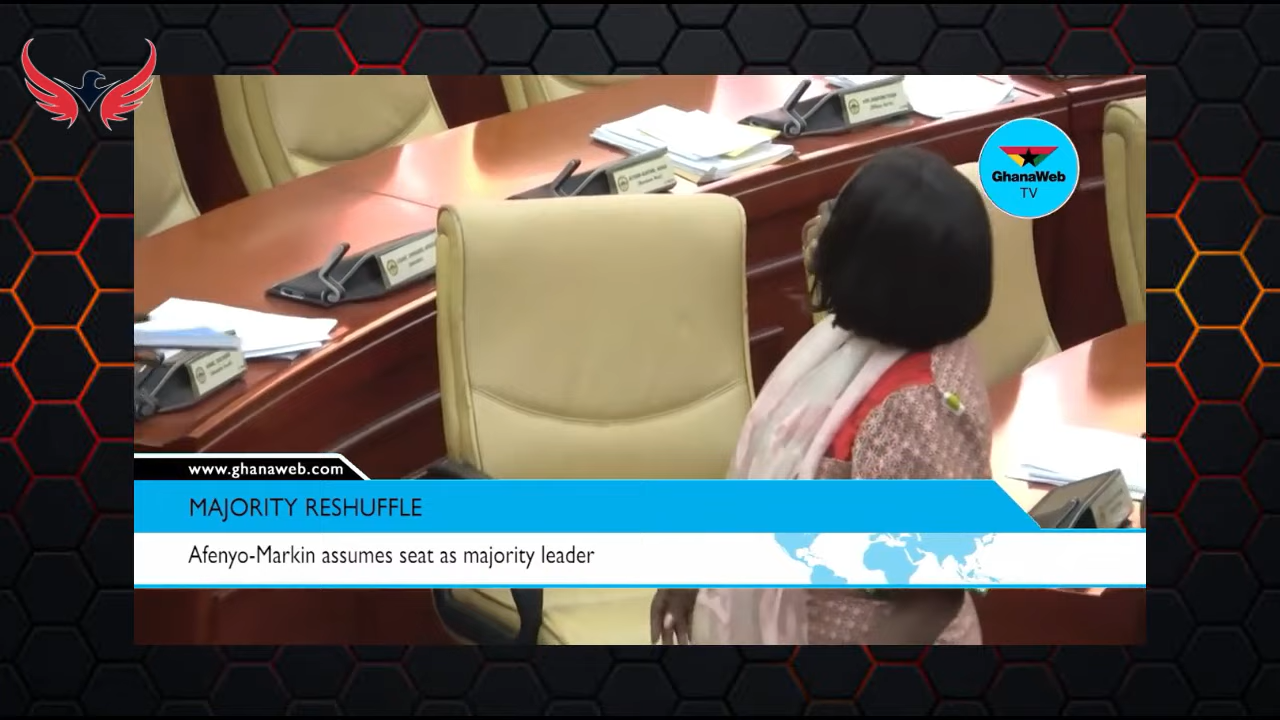 GhanaWeb
TV
www.ghanaweb.com
MAJORITY RESHUFFLE
Afenyo-Markin assumes seat as majority leader